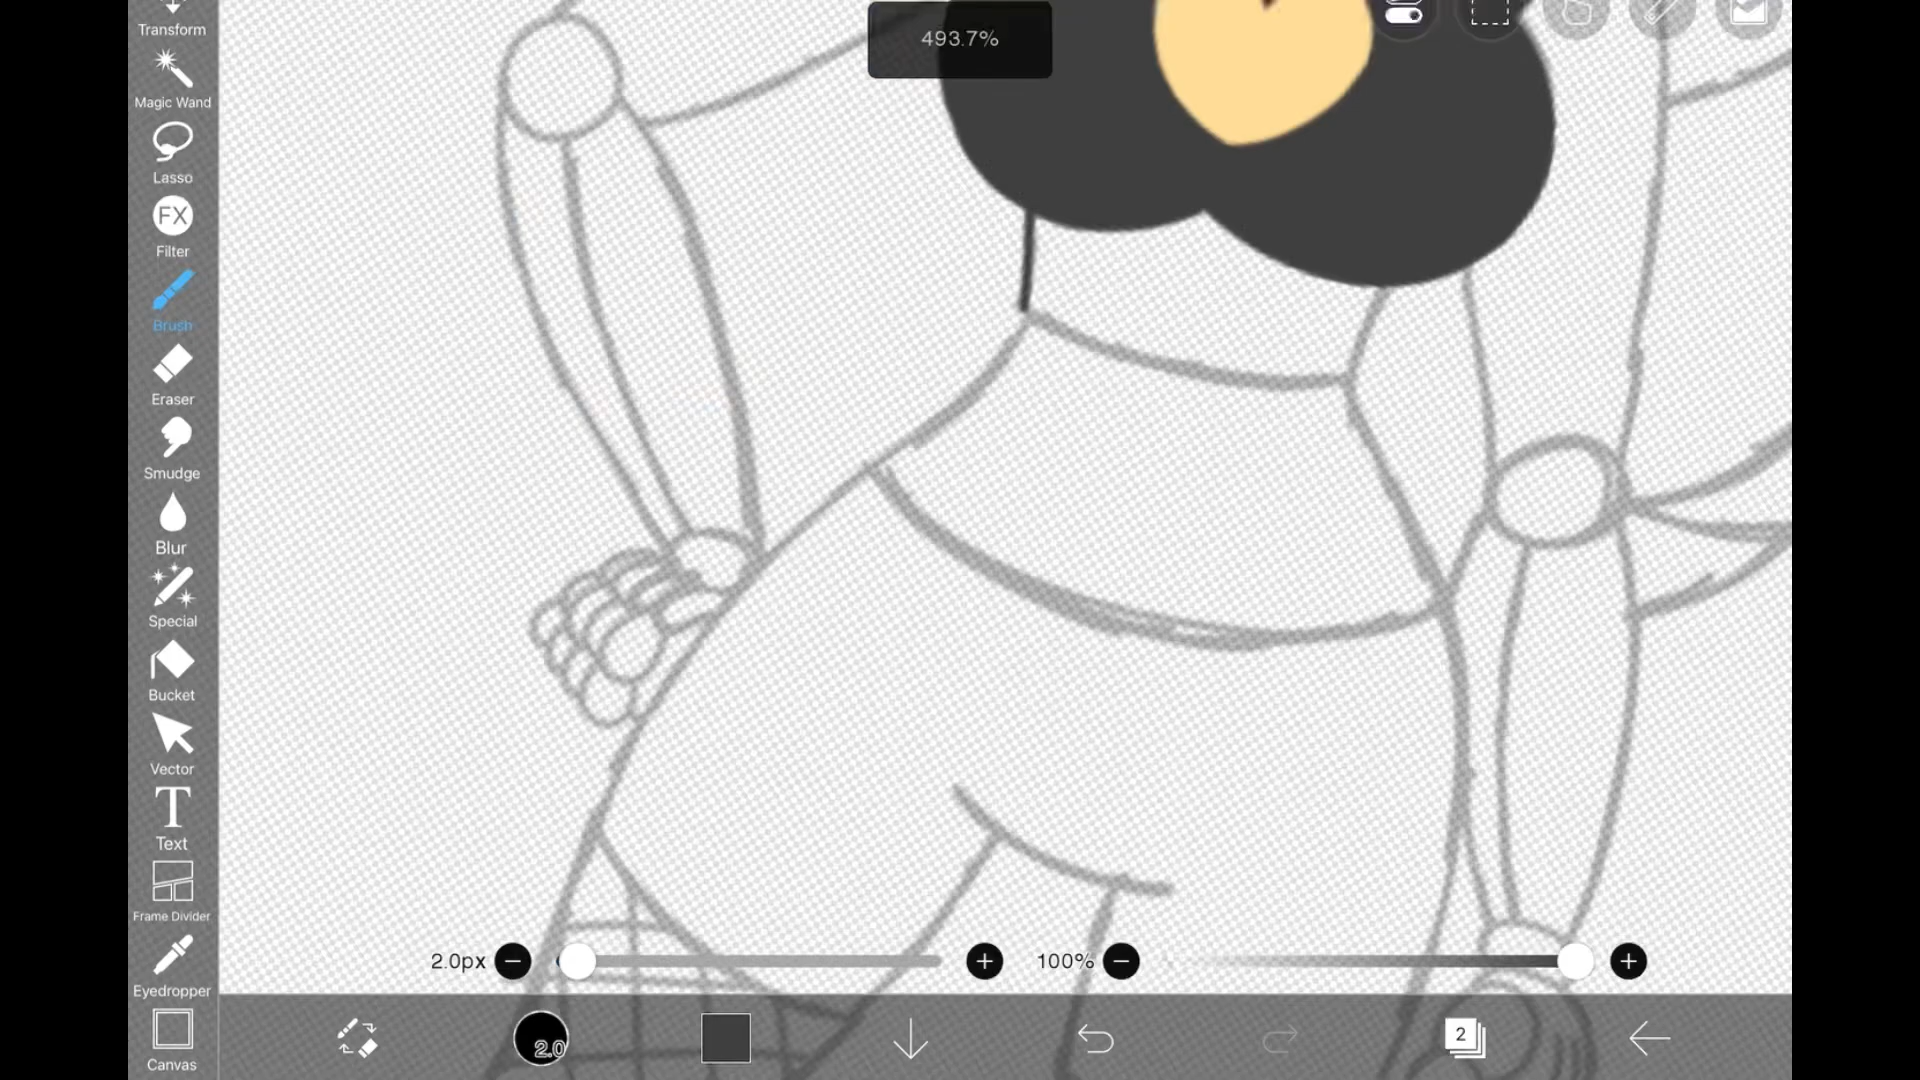 Transform
493.7%
Magic Wand
Lasso
FX
Filter
Brush
Eraser
Smudge
Blur
Special
Bucket
Vector
T
Text
Frame Divider
Eyedropper
2.0px
100%
Canvas
2.0
2